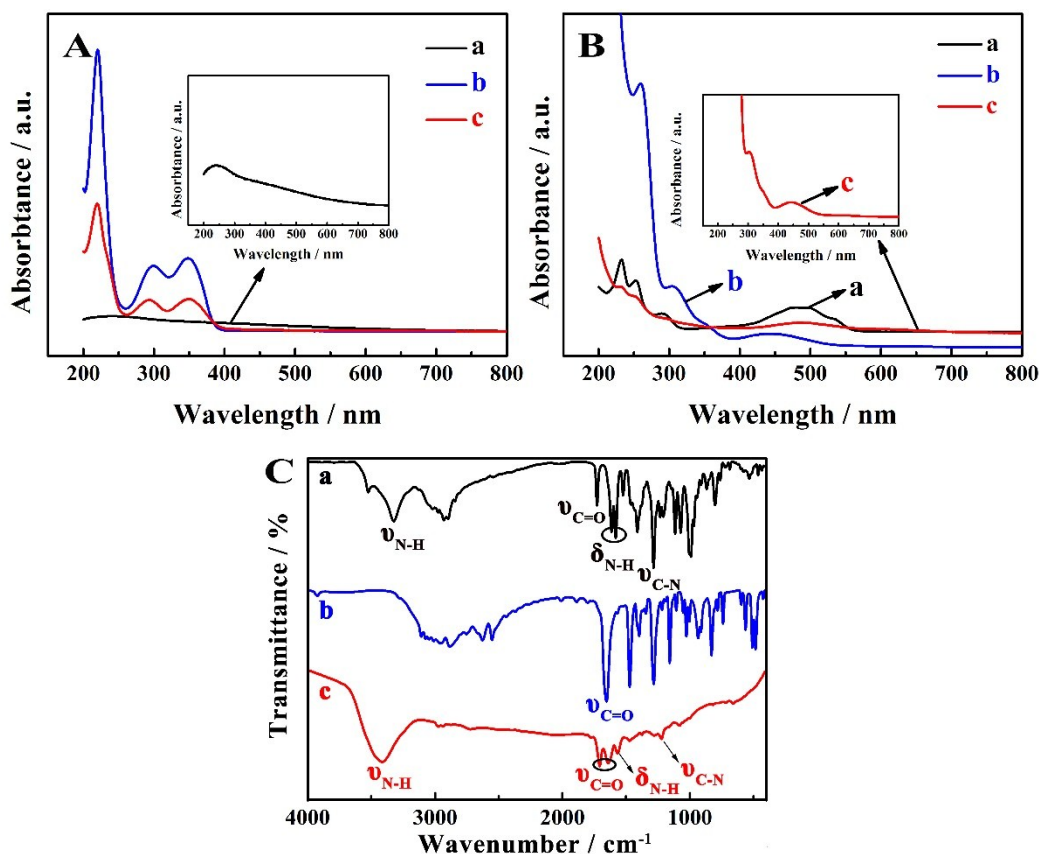 A
a
b
c
Absorbtance / a.u.
Absorbtance / a.u.
200 300 400 500 600 700 800
Wavelength / nm
200 300 400 500 600 700 800
Wavelength / nm
B
a
b
c
Absorbance / a.u.
Absorbance / a.u.
c
200 300 400 500 600 700 800
Wavelength / nm
b
a
200 300 400 500 600 700 800
Wavelength / nm
C
a
υN-H
υC=O
δN-H
υC-N
b
υC=O
c
υN-H
υC=O
δN-H
υC-N
Transmittance / %
4000 3000 2000 1000
Wavenumber / cm-1